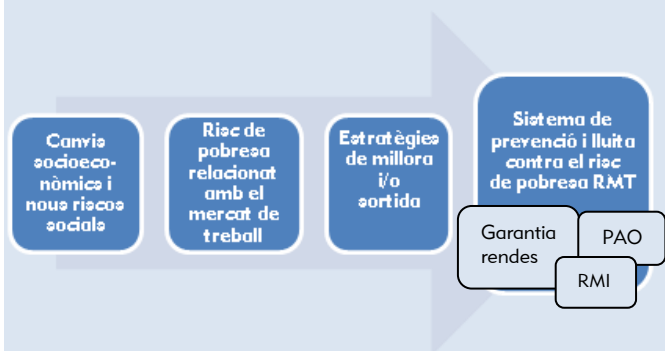 Canvis
socioeco-
nòmics i
nous riscos
socials
Risc de
pobresa
relacionat
amb el
mercat de
treball
Estratègies
de millora
i/o
sortida
Sistema de
prevenció i lluita
contra el risc
de pobresa RMT
Garantia
rendes
PAO
RMI